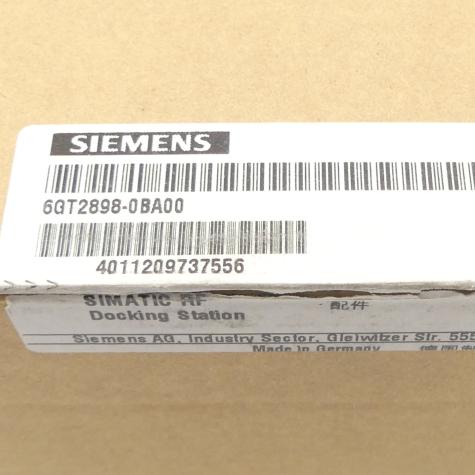 SIEMENS
6GT2898-0BA00
4011209737556
>>>>
SIMATIC RF 配件
Docking Station
Siemens AG, Industry Sector, Gleiwitzer Str. 555
Made in Germany